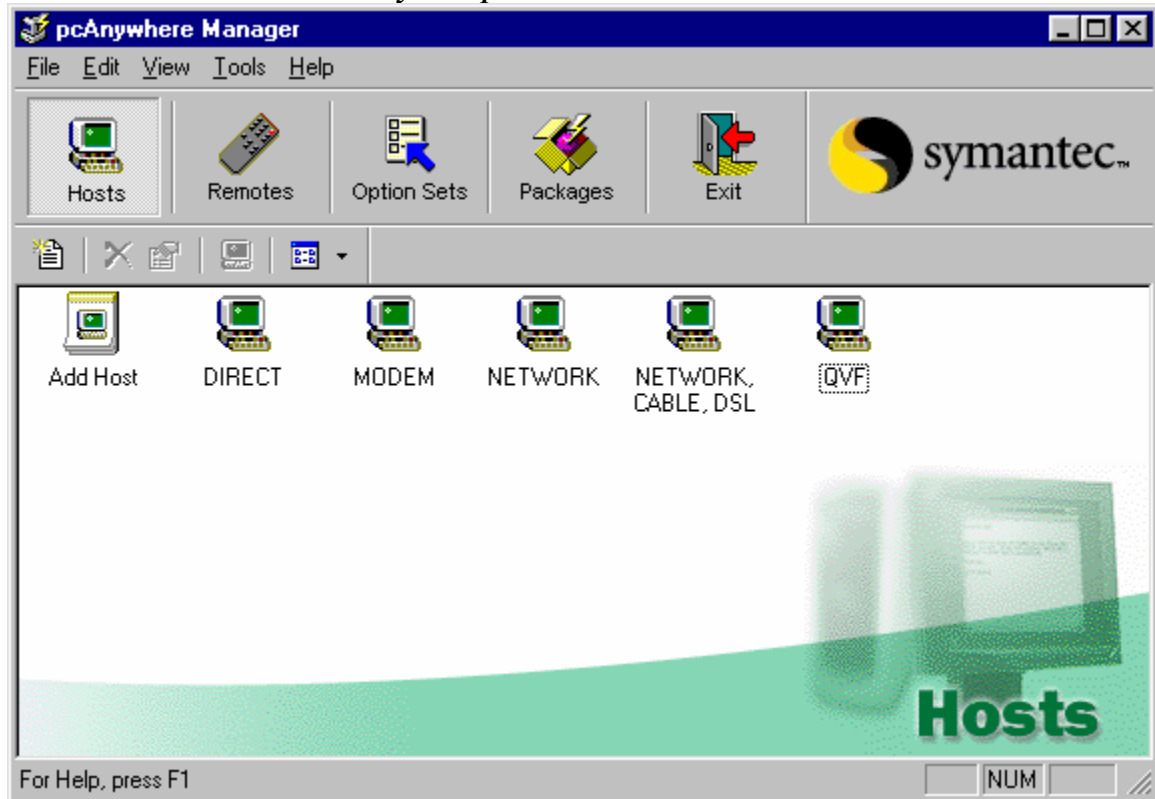 pcAnywhere Manager
File Edit View Tools Help
Hosts Remotes Option Sets Packages Exit symantec™
Add Host DIRECT MODEM NETWORK NETWORK, QVF
CABLE, DSL
Hosts
For Help, press F1 NUM